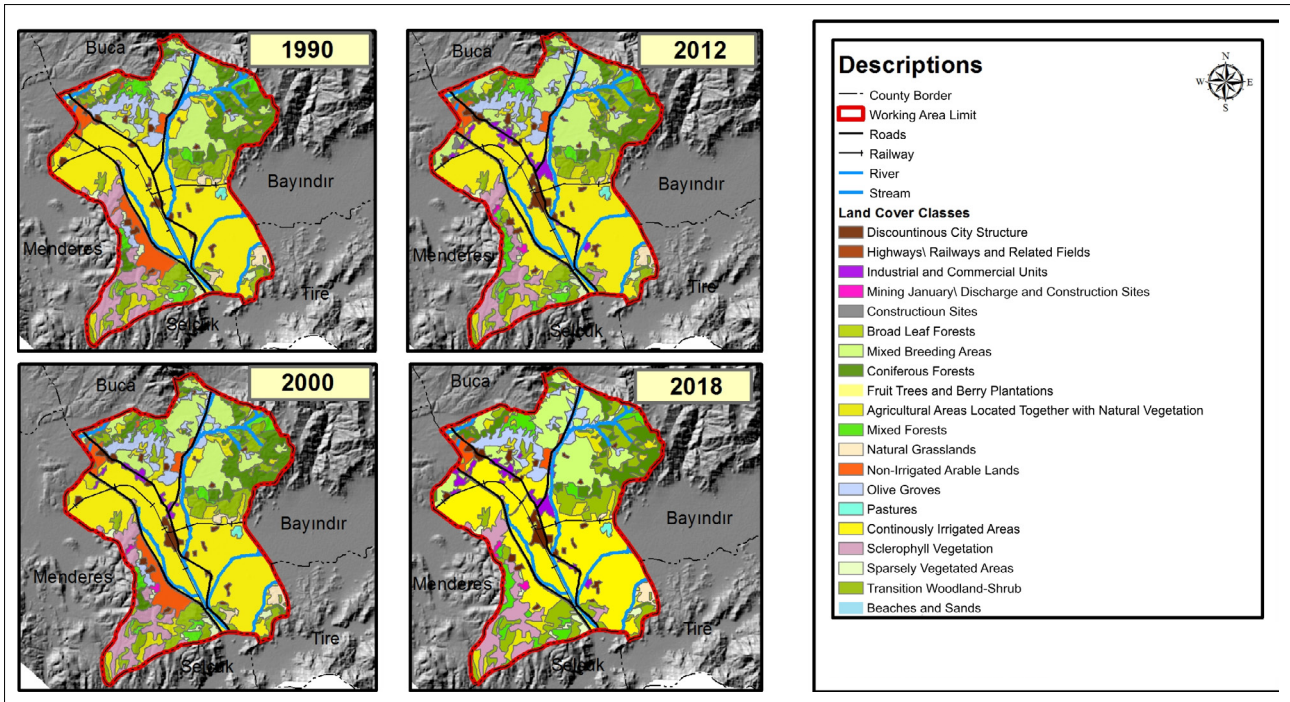 Buca
1990
Bayındır
Menderes
Tire
Selçuk
Buca
2012
Bayındır
Menderes
Tire
Selçuk
Buca
2000
Bayındır
Menderes
Tire
Selçuk
Buca
2018
Bayındır
Menderes
Tire
Selçuk
Descriptions
N
W
E
S
County Border
Working Area Limit
Roads
Railway
River
Stream
Land Cover Classes
Discountinous City Structure
Highways\ Railways and Related Fields
Industrial and Commercial Units
Mining January\ Discharge and Construction Sites
Constructioun Sites
Broad Leaf Forests
Mixed Breeding Areas
Coniferous Forests
Fruit Trees and Berry Plantations
Agricultural Areas Located Together with Natural Vegetation
Mixed Forests
Natural Grasslands
Non-Irrigated Arable Lands
Olive Groves
Pastures
Continously Irrigated Areas
Sclerophyll Vegetation
Sparsely Vegetated Areas
Transition Woodland-Shrub
Beaches and Sands